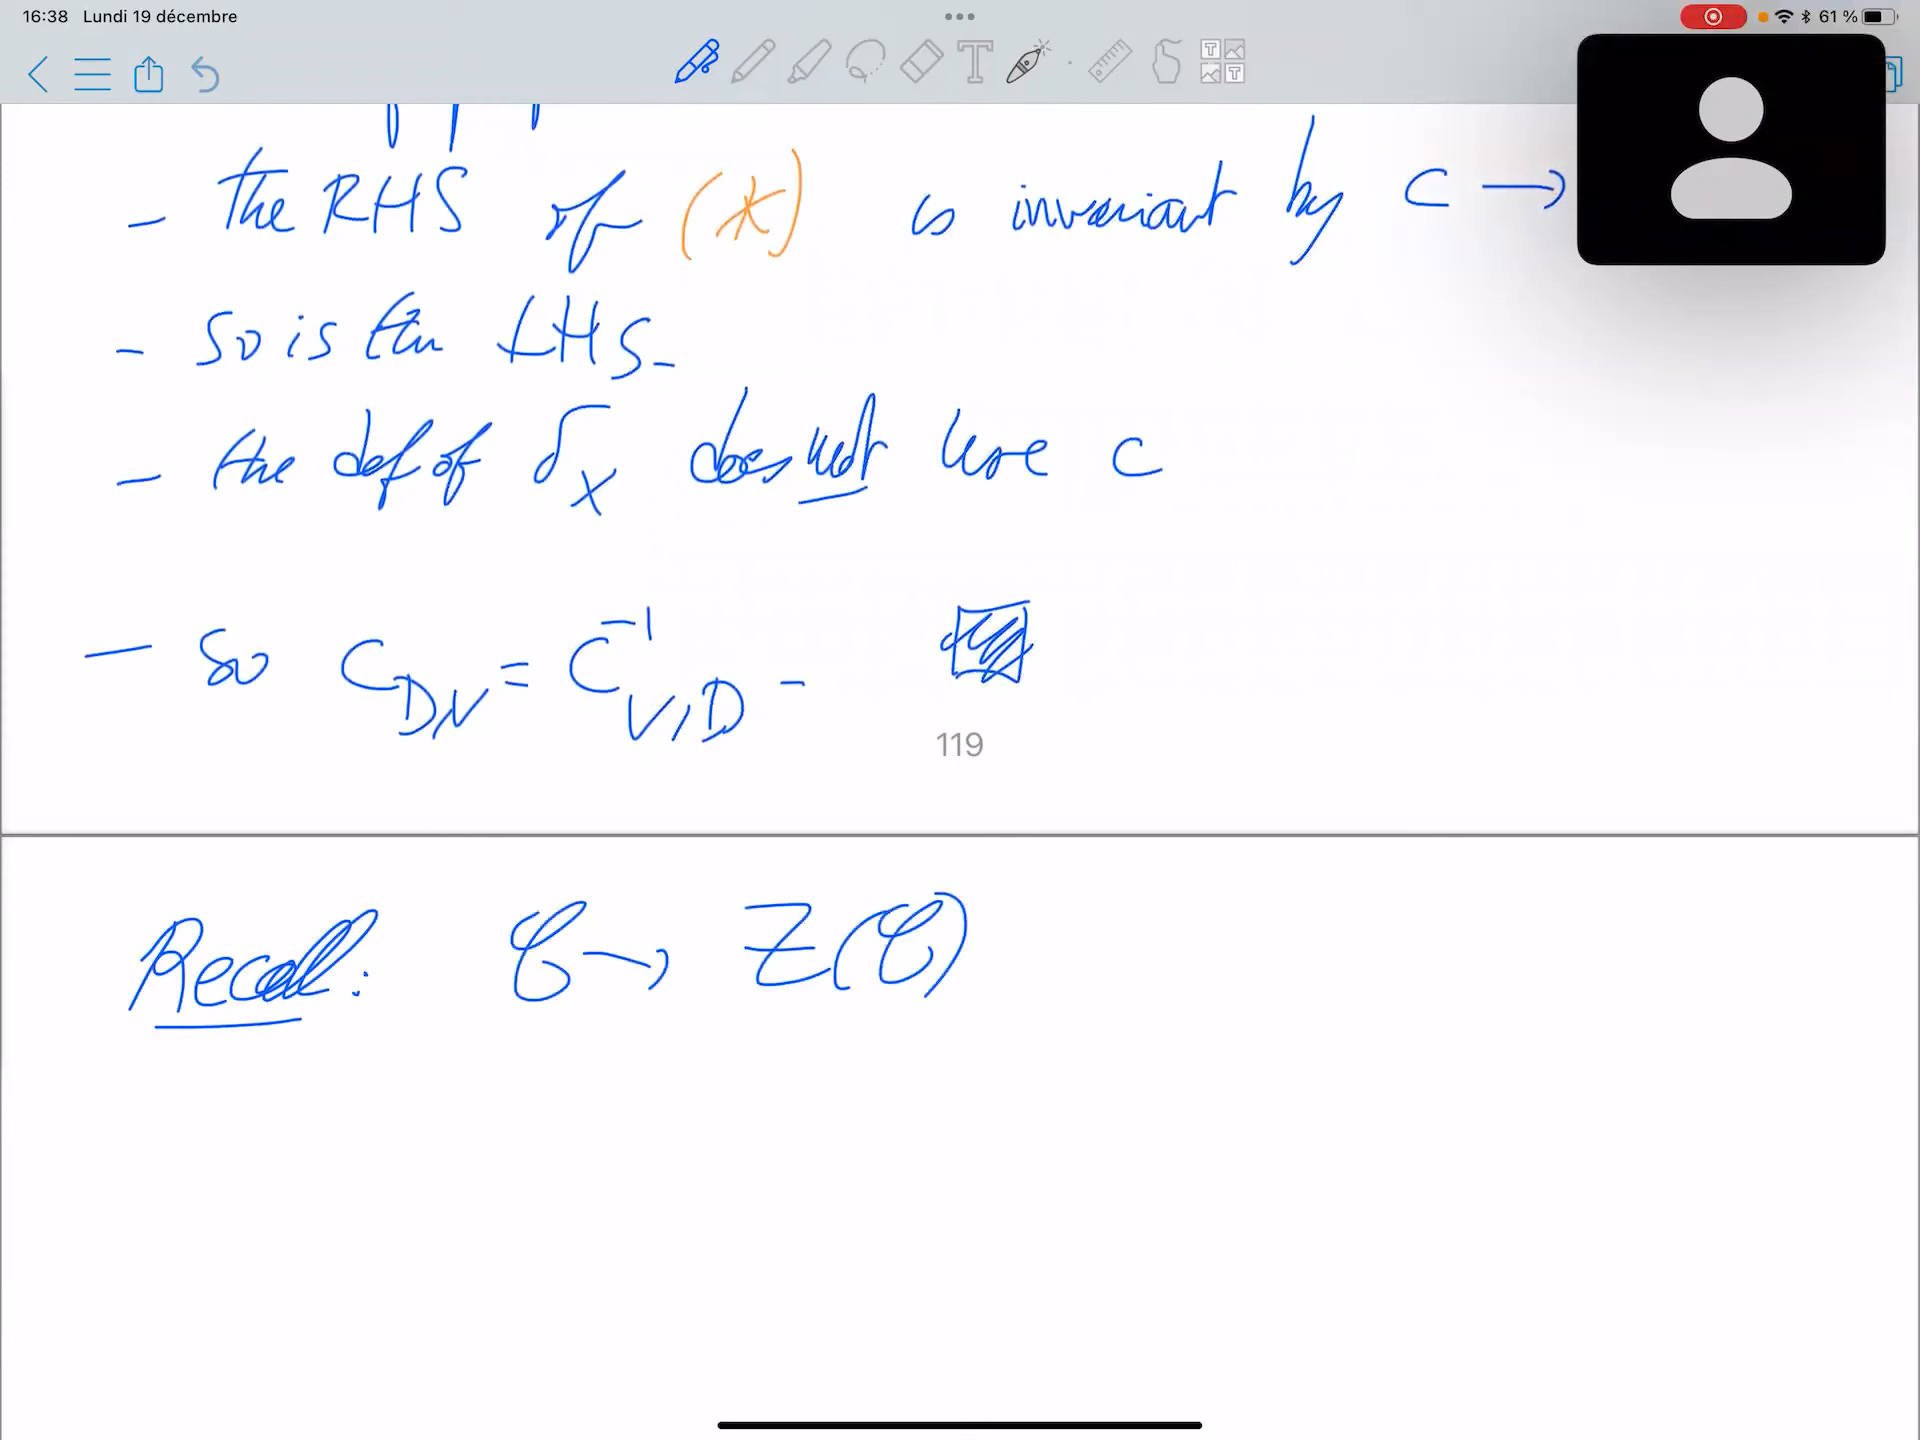 16:38 Lundi 19 décembre 61 %
- the RHS of (*) is invariant by c →
- so is the LHS -
- the def of δ_X does not use c
- So C_{D,V} = C^{-1}_{V,D} -
119
Recall: 𝒞 → Z(𝒞)